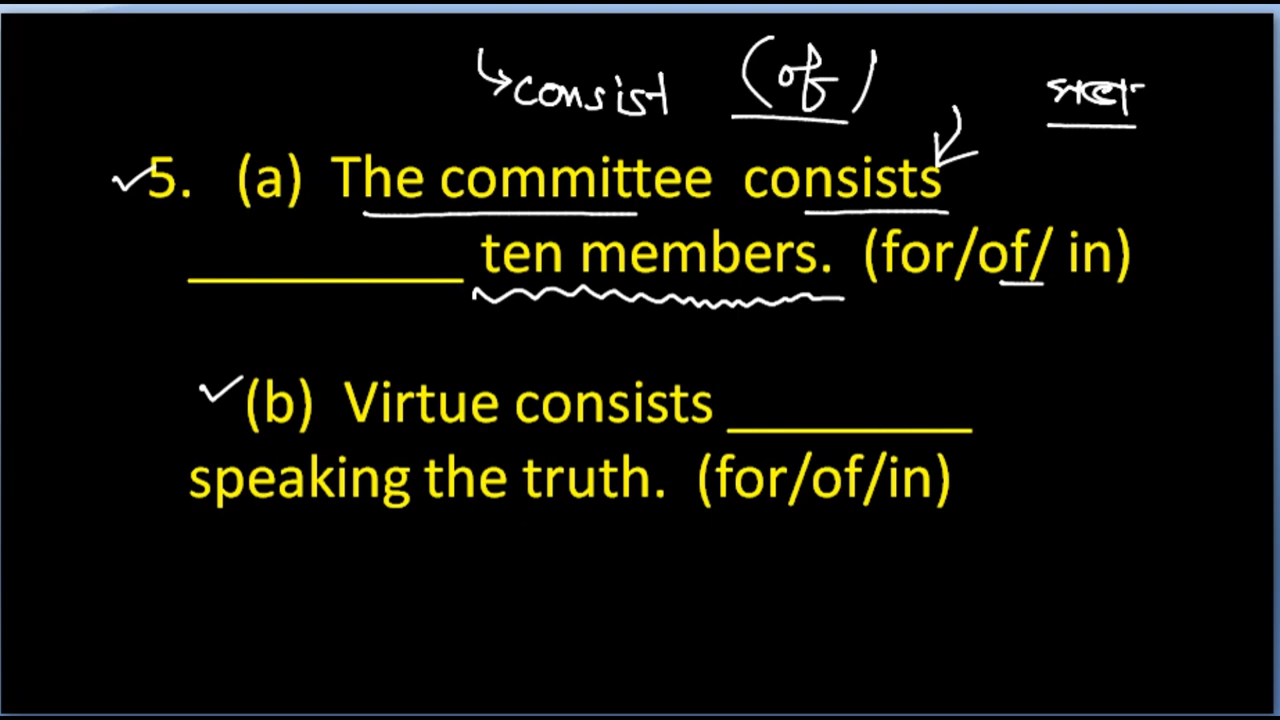 consist (of)
5. (a) The committee consists
__________ ten members. (for/of/ in)
(b) Virtue consists _________
speaking the truth. (for/of/in)